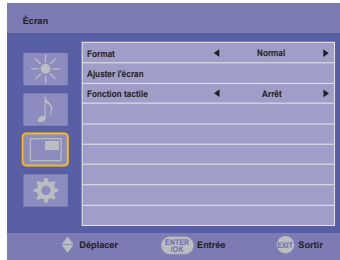 Écran
Format Normal
Ajuster l'écran
Fonction tactile Arrêt
Déplacer ENTER /OK Entrée EXIT Sortir